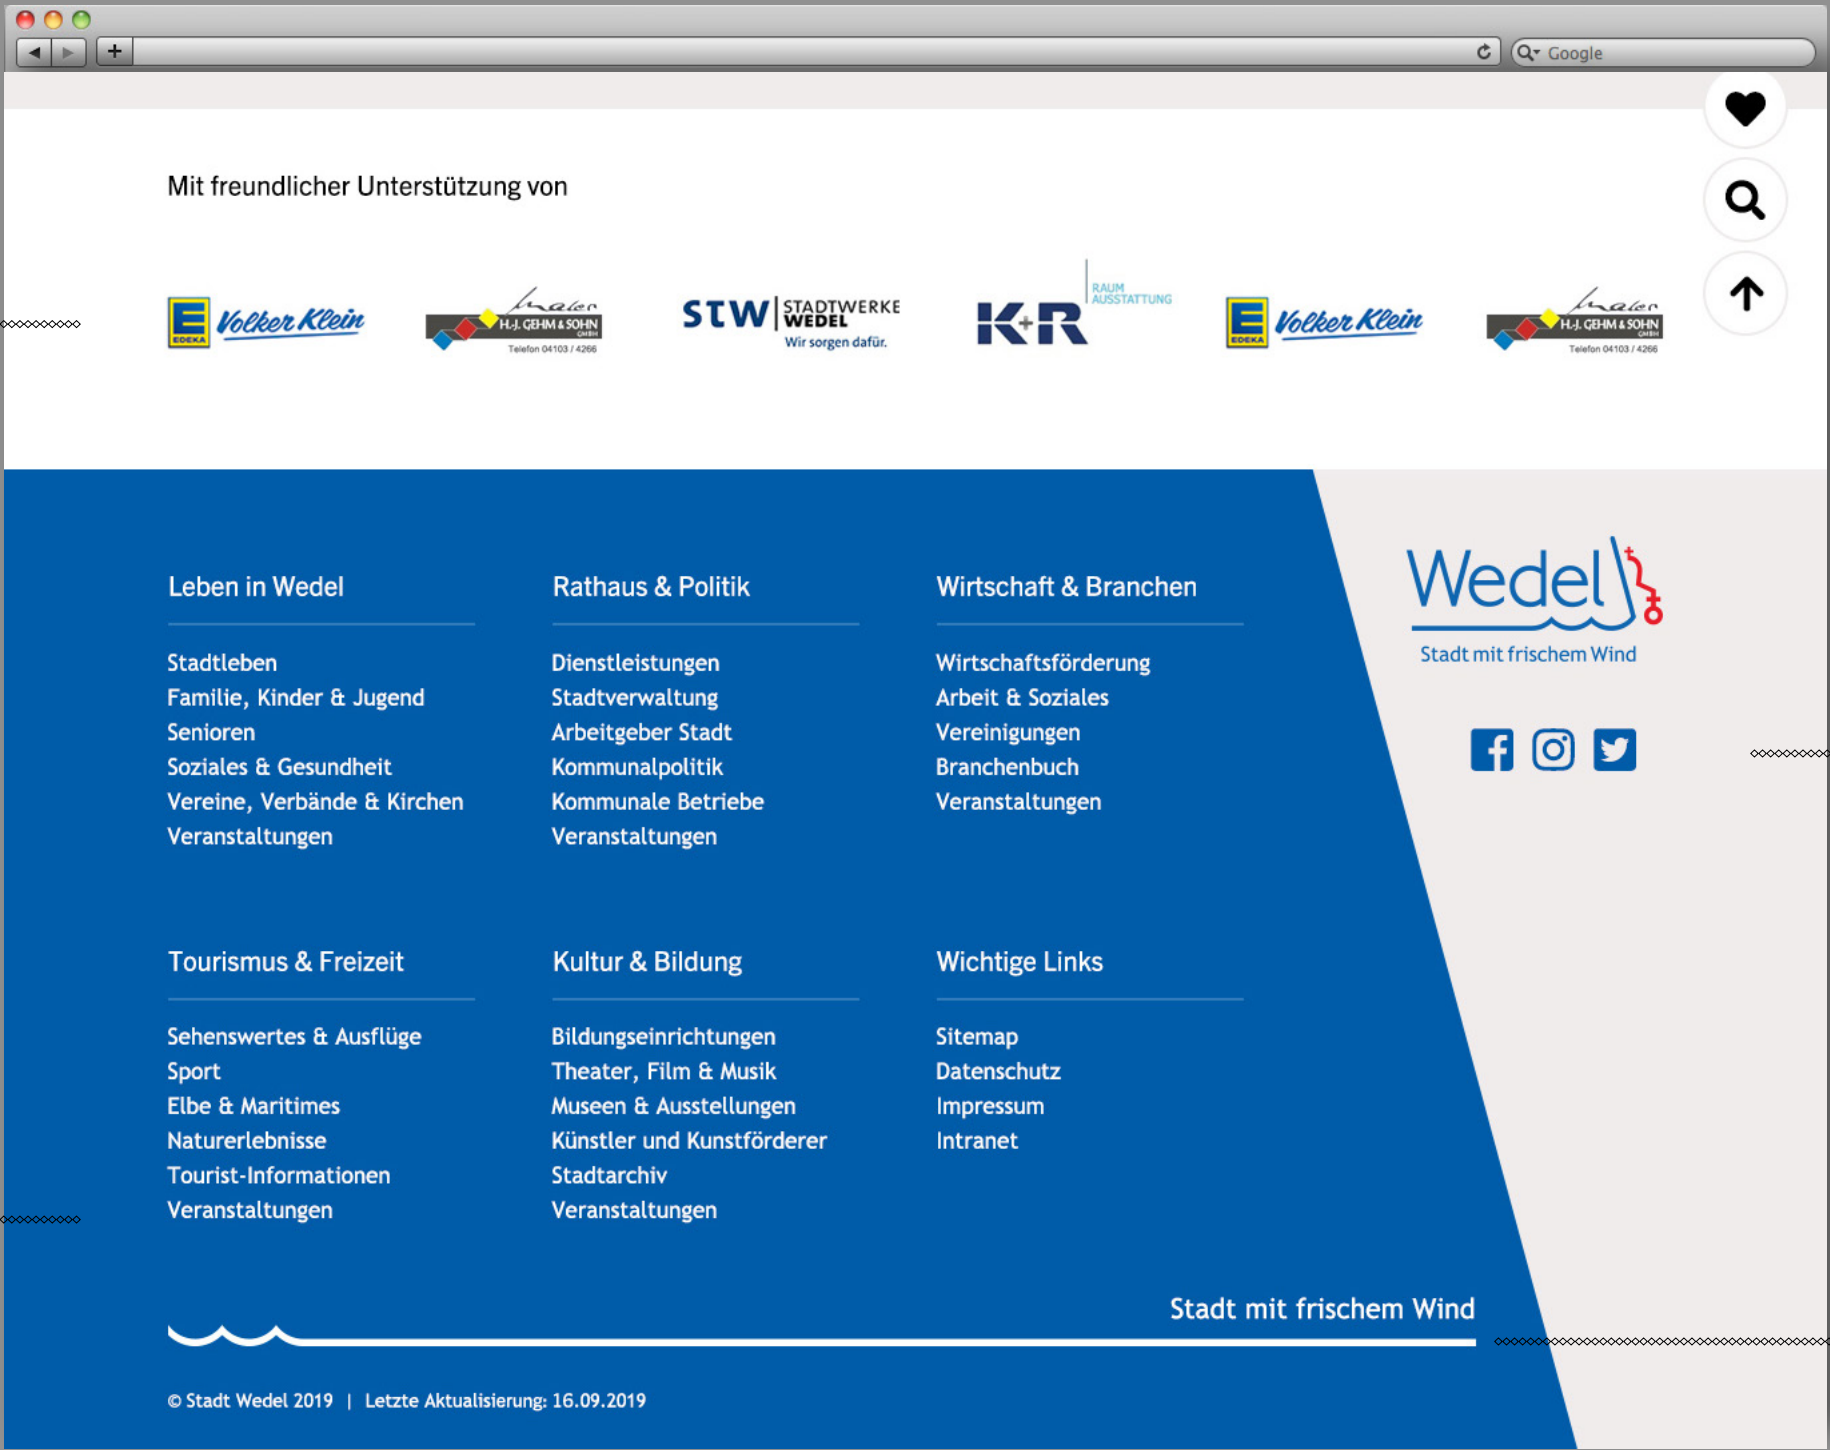 Google
Mit freundlicher Unterstützung von
EDEKA Volker Klein
Maler
H.-J. GEHM & SOHN
GMBH
Telefon 04103 / 4266
STW STADTWERKE
WEDEL
Wir sorgen dafür.
K+R RAUM
AUSSTATTUNG
EDEKA Volker Klein
Maler
H.-J. GEHM & SOHN
GMBH
Telefon 04103 / 4266
Wedel
Stadt mit frischem Wind
Leben in Wedel
Stadtleben
Familie, Kinder & Jugend
Senioren
Soziales & Gesundheit
Vereine, Verbände & Kirchen
Veranstaltungen
Rathaus & Politik
Dienstleistungen
Stadtverwaltung
Arbeitgeber Stadt
Kommunalpolitik
Kommunale Betriebe
Veranstaltungen
Wirtschaft & Branchen
Wirtschaftsförderung
Arbeit & Soziales
Vereinigungen
Branchenbuch
Veranstaltungen
Tourismus & Freizeit
Sehenswertes & Ausflüge
Sport
Elbe & Maritimes
Naturerlebnisse
Tourist-Informationen
Veranstaltungen
Kultur & Bildung
Bildungseinrichtungen
Theater, Film & Musik
Museen & Ausstellungen
Künstler und Kunstförderer
Stadtarchiv
Veranstaltungen
Wichtige Links
Sitemap
Datenschutz
Impressum
Intranet
Stadt mit frischem Wind
© Stadt Wedel 2019 | Letzte Aktualisierung: 16.09.2019